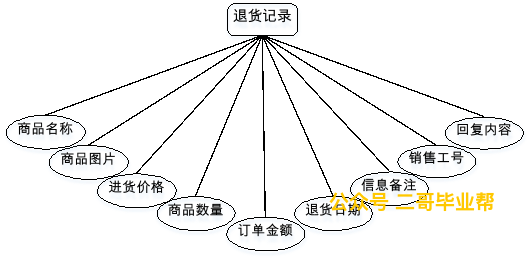 退货记录
商品名称
商品图片
进货价格
商品数量
订单金额
退货日期
信息备注
销售工号
回复内容
公众号 二哥毕业帮